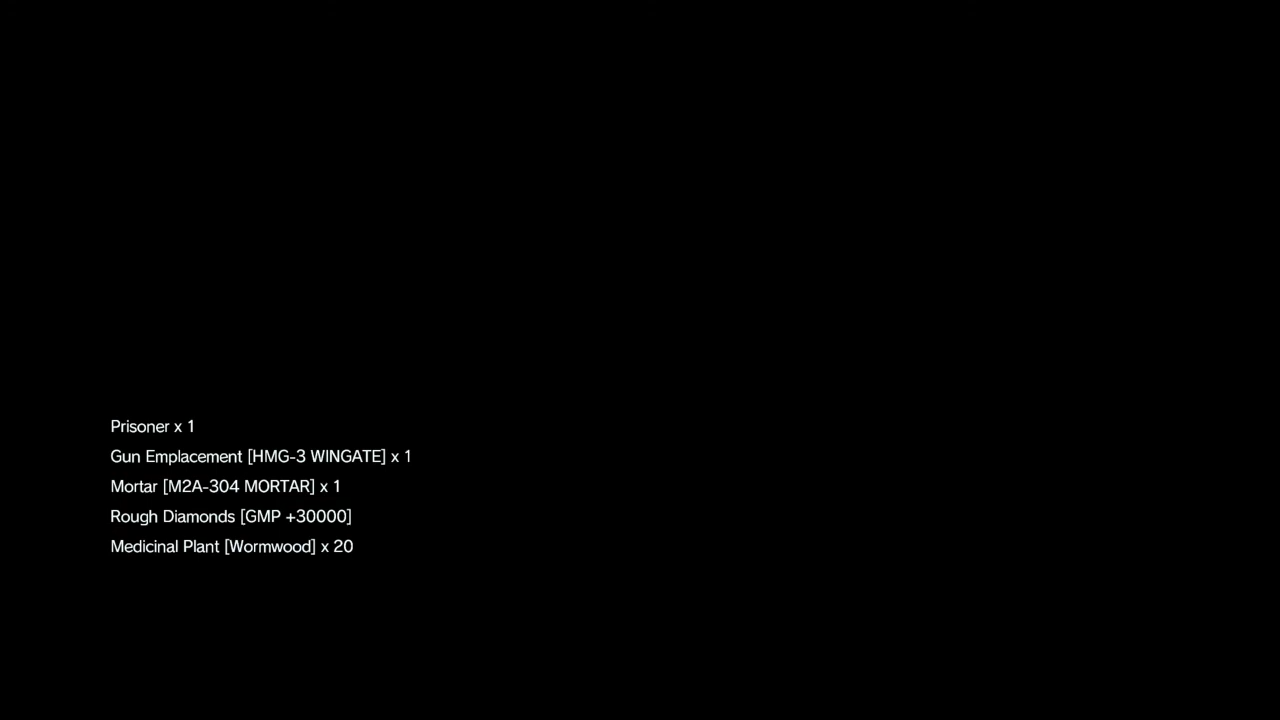 Prisoner x 1
Gun Emplacement [HMG-3 WINGATE] x 1
Mortar [M2A-304 MORTAR] x 1
Rough Diamonds [GMP +30000]
Medicinal Plant [Wormwood] x 20